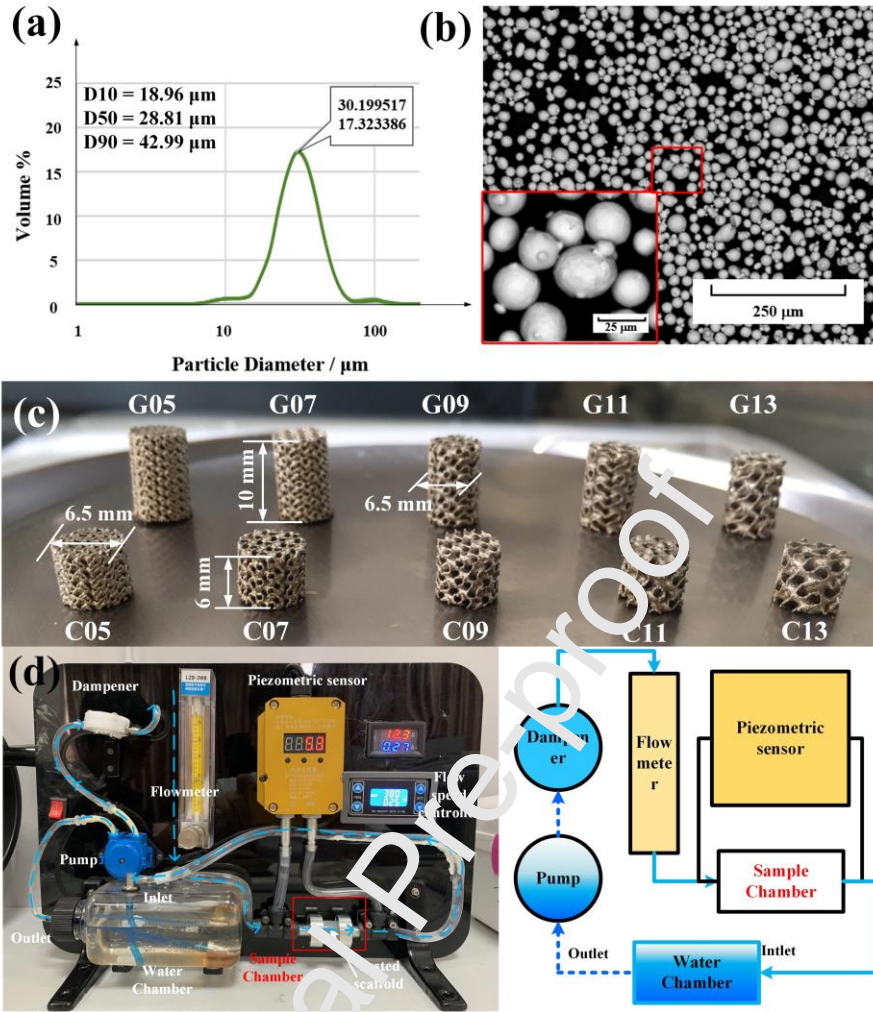 (a)
25
20
15
10
5
0
Volume %
D10 = 18.96 µm
D50 = 28.81 µm
D90 = 42.99 µm
30.199517
17.323386
1
10
100
Particle Diameter / µm
(b)
25 µm
250 µm
(c)
G05
G07
G09
G11
G13
10 mm
6.5 mm
6.5 mm
6 mm
C05
C07
C09
C11
C13
(d)
Dampener
Piezometric sensor
Flowmeter
Flow
speed
Pump
Inlet
Outlet
Water
Chamber
Sample
Chamber
scaffold
Dampen
er
Flow
mete
r
Piezometric
sensor
Sample
Chamber
Pump
Outlet
Intlet
Water
Chamber
Pre-proof